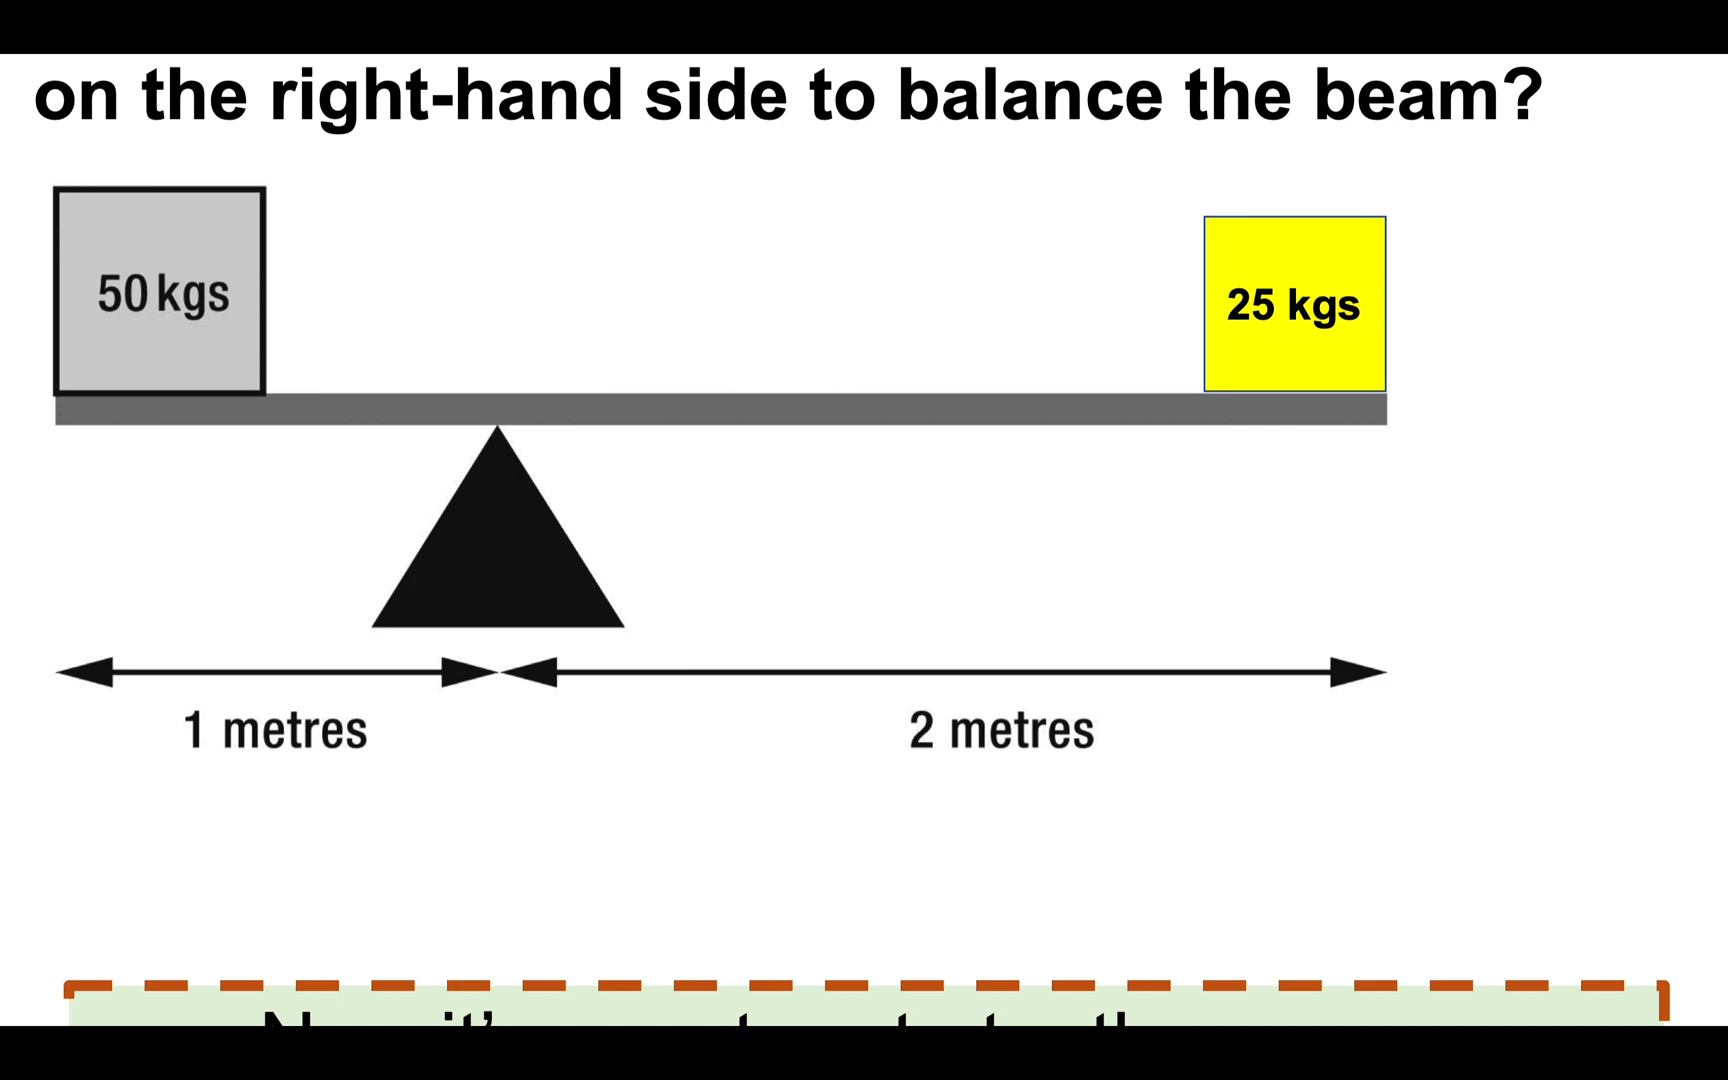 on the right-hand side to balance the beam?
50 kgs
25 kgs
1 metres
2 metres